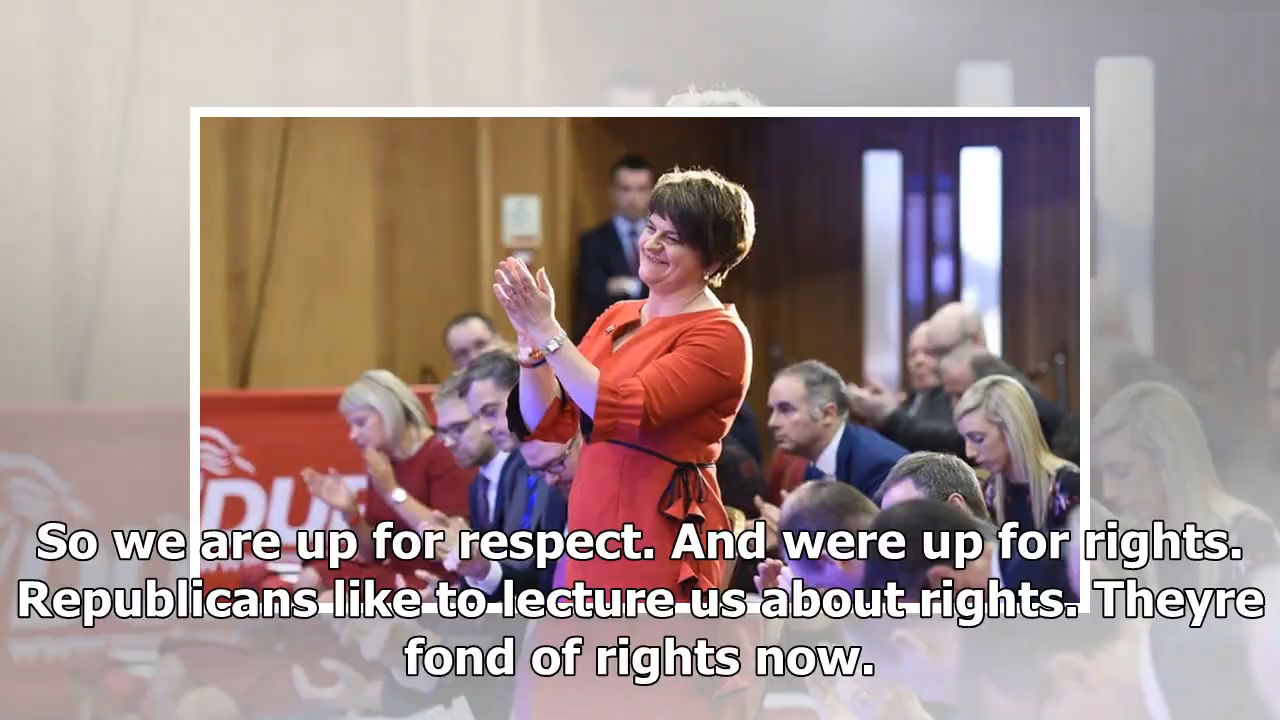 DUP
So we are up for respect. And were up for rights.
Republicans like to lecture us about rights. Theyre
fond of rights now.